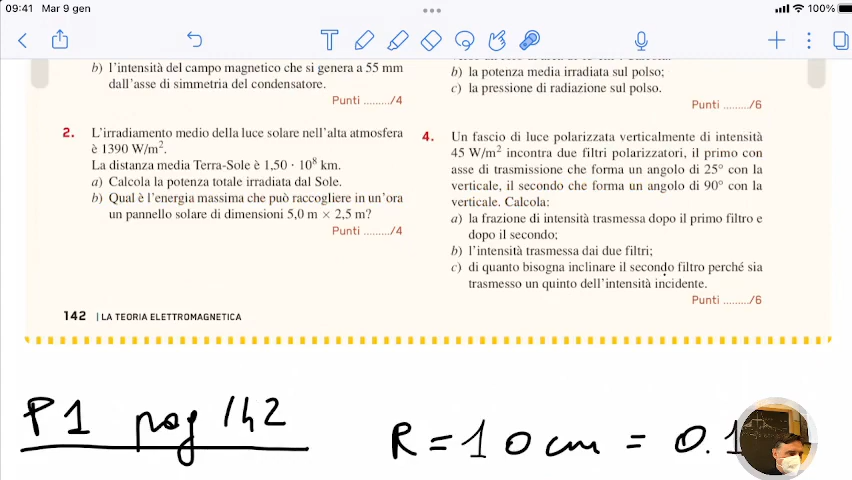 09:41 Mar 9 gen
100%
b) l'intensità del campo magnetico che si genera a 55 mm
dall'asse di simmetria del condensatore.
Punti ........./4
2. L'irradiamento medio della luce solare nell'alta atmosfera
è 1390 W/m².
La distanza media Terra-Sole è 1,50 · 10⁸ km.
a) Calcola la potenza totale irradiata dal Sole.
b) Qual è l'energia massima che può raccogliere in un'ora
un pannello solare di dimensioni 5,0 m × 2,5 m?
Punti ........./4
142 | LA TEORIA ELETTROMAGNETICA
b) la potenza media irradiata sul polso;
c) la pressione di radiazione sul polso.
Punti ........./6
4. Un fascio di luce polarizzata verticalmente di intensità
45 W/m² incontra due filtri polarizzatori, il primo con
asse di trasmissione che forma un angolo di 25° con la
verticale, il secondo che forma un angolo di 90° con la
verticale. Calcola:
a) la frazione di intensità trasmessa dopo il primo filtro e
dopo il secondo;
b) l'intensità trasmessa dai due filtri;
c) di quanto bisogna inclinare il secondo filtro perché sia
trasmesso un quinto dell'intensità incidente.
Punti ........./6
P1 pag 142
R = 10 cm = 0.1